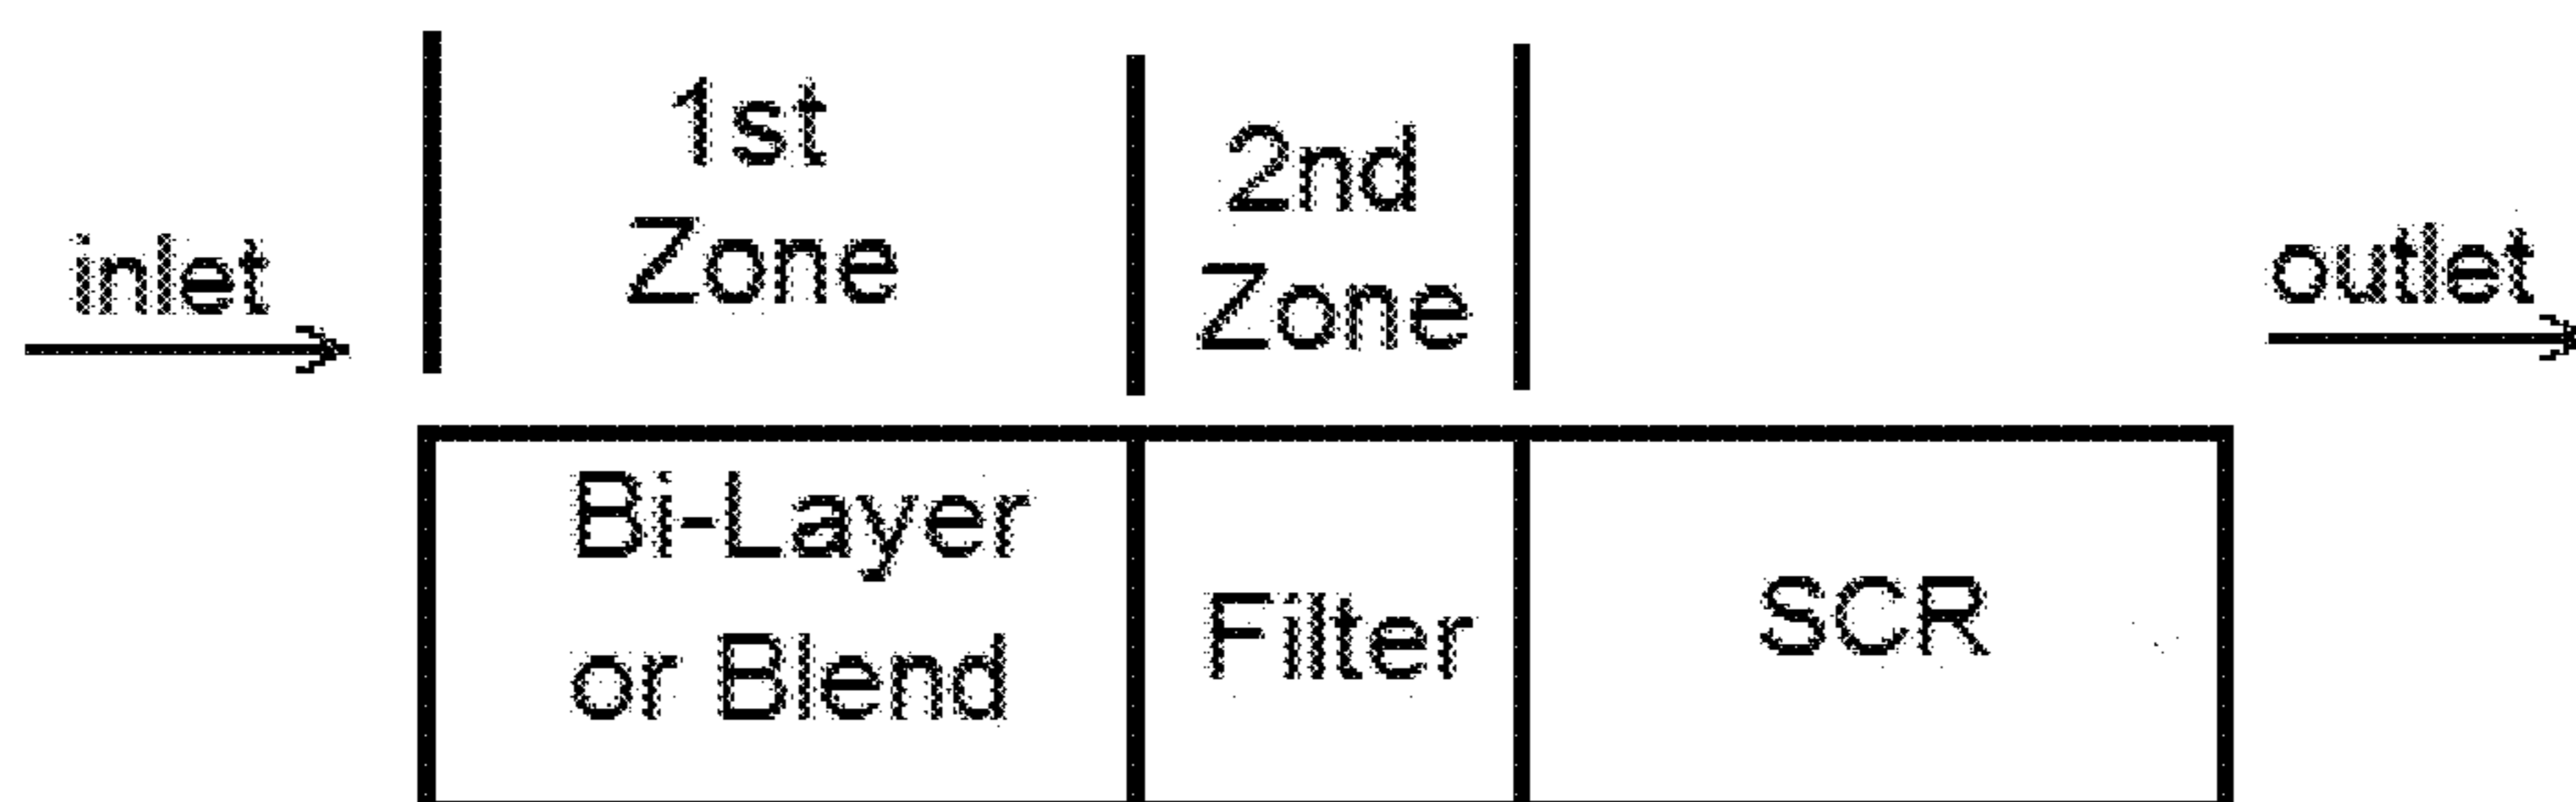 inlet
1st
Zone
2nd
Zone
outlet
Bi-Layer
or Blend
Filter
SCR